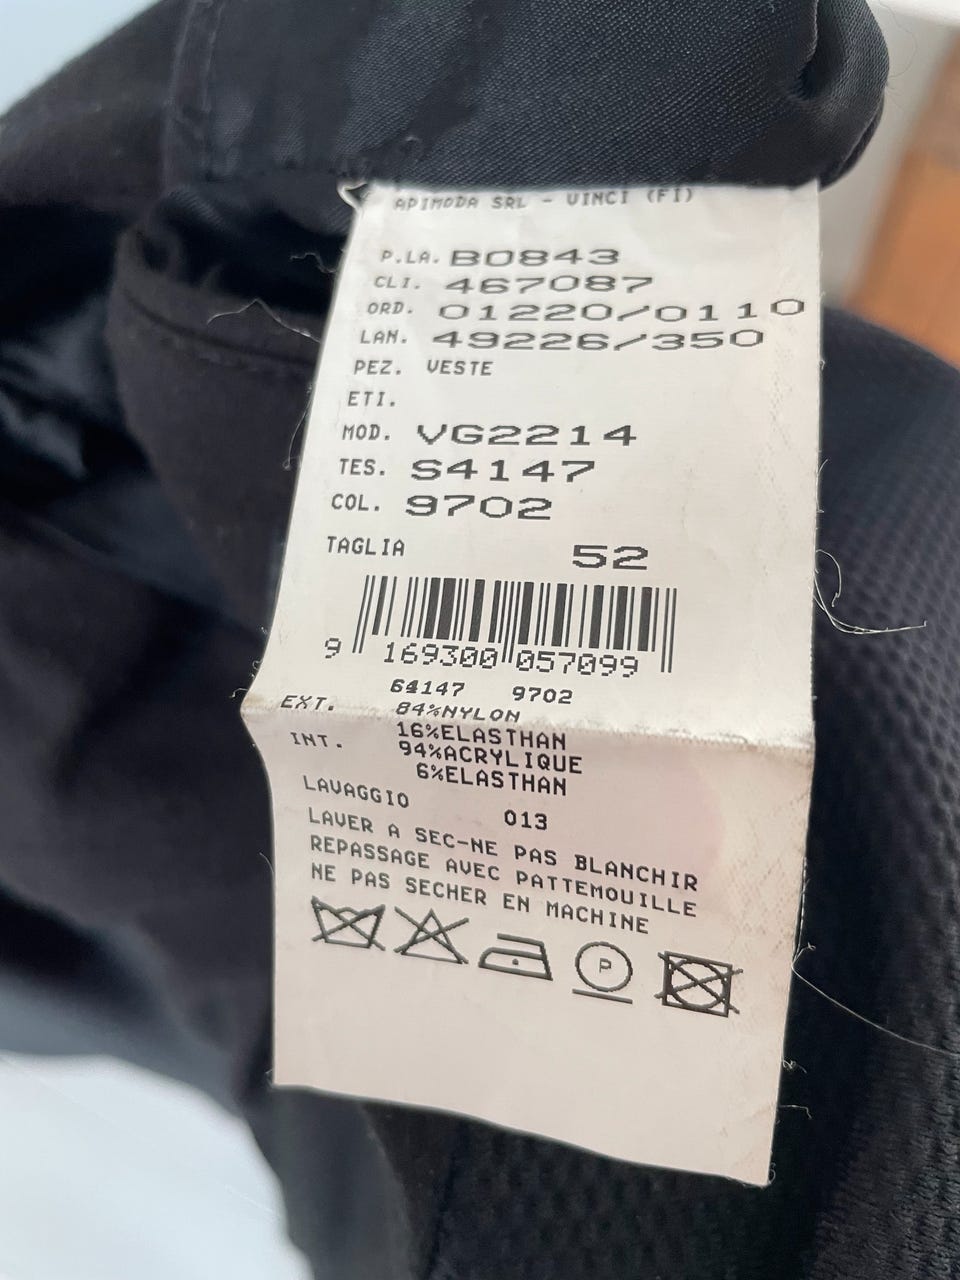 APIMODA SRL - VINCI (FI)
P.LA. B0843
CLI. 467087
ORD. 01220/0110
LAN. 49226/350
PEZ. VESTE
ETI.
MOD. VG2214
TES. S4147
COL. 9702
TAGLIA 52
9 169300 057099
64147 9702
EXT. 84%NYLON
16%ELASTHAN
INT. 94%ACRYLIQUE
6%ELASTHAN
LAVAGGIO 013
LAVER A SEC-NE PAS BLANCHIR
REPASSAGE AVEC PATTEMOUILLE
NE PAS SECHER EN MACHINE
P